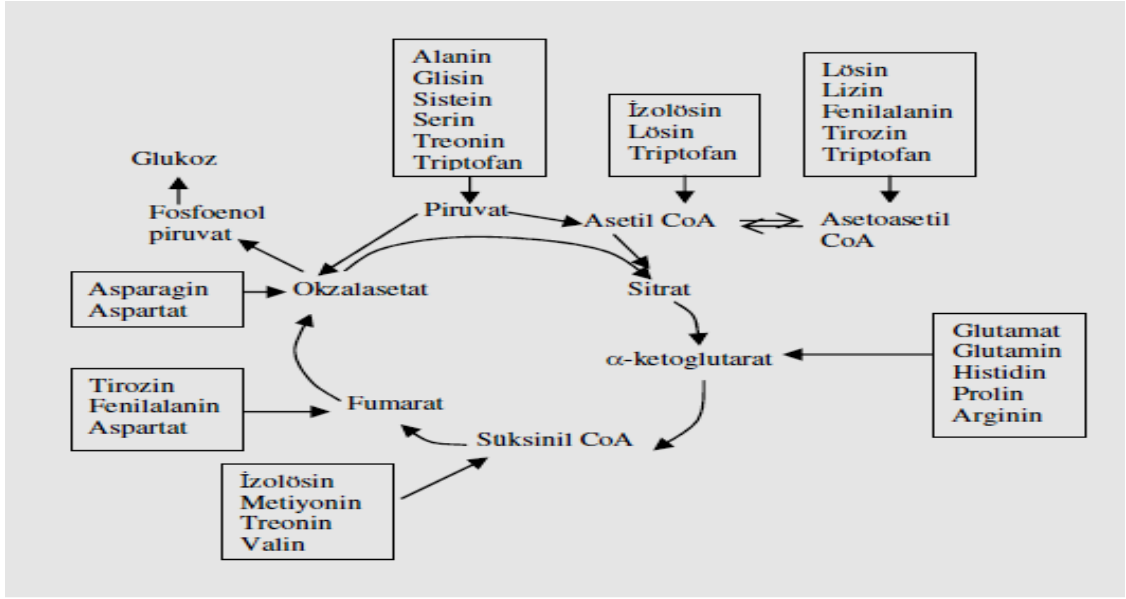 Alanin
Glisin
Sistein
Serin
Treonin
Triptofan
İzolösin
Lösin
Triptofan
Lösin
Lizin
Fenilalanin
Tirozin
Triptofan
Glukoz
Fosfoenol
piruvat
Piruvat
Asetil CoA
Asetoasetil
CoA
Asparagin
Aspartat
Okzalasetat
Sitrat
α-ketoglutarat
Glutamat
Glutamin
Histidin
Prolin
Arginin
Tirozin
Fenilalanin
Aspartat
Fumarat
Süksinil CoA
İzolösin
Metiyonin
Treonin
Valin